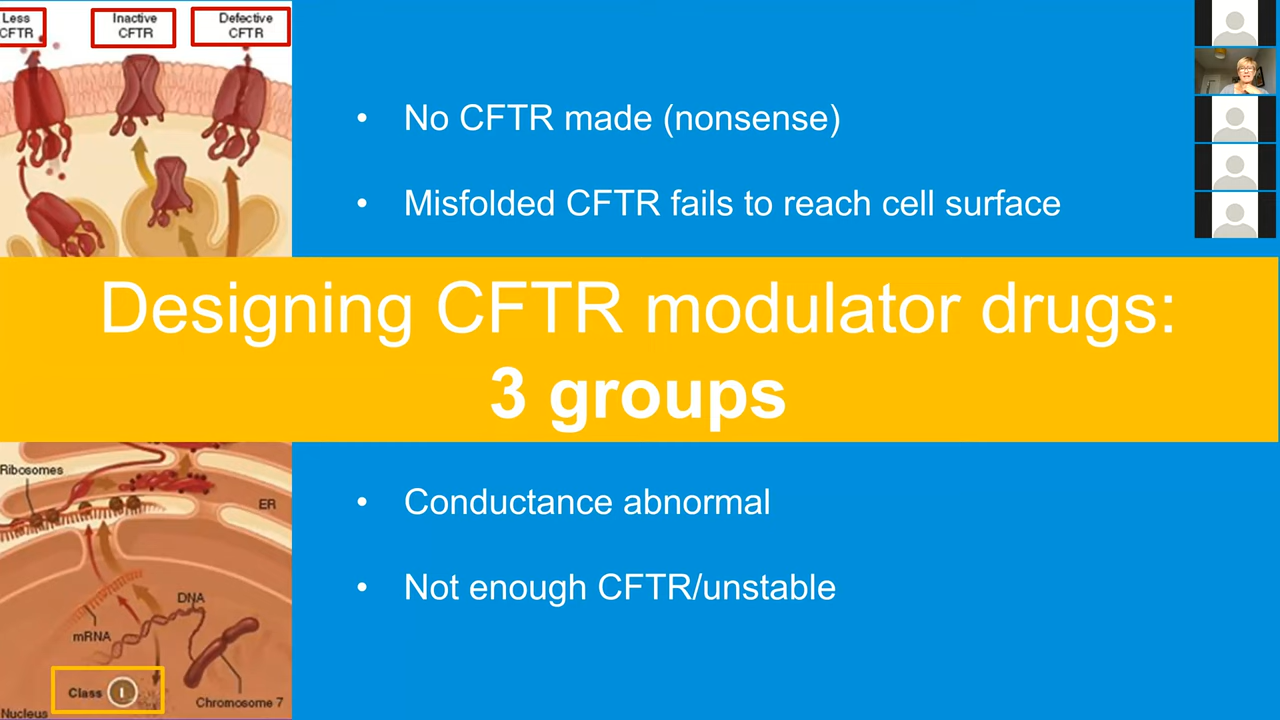 Less
CFTR
Inactive
CFTR
Defective
CFTR
• No CFTR made (nonsense)
• Misfolded CFTR fails to reach cell surface
Designing CFTR modulator drugs:
3 groups
• Conductance abnormal
• Not enough CFTR/unstable
Ribosomes
ER
DNA
mRNA
Class I
Chromosome 7
Nucleus